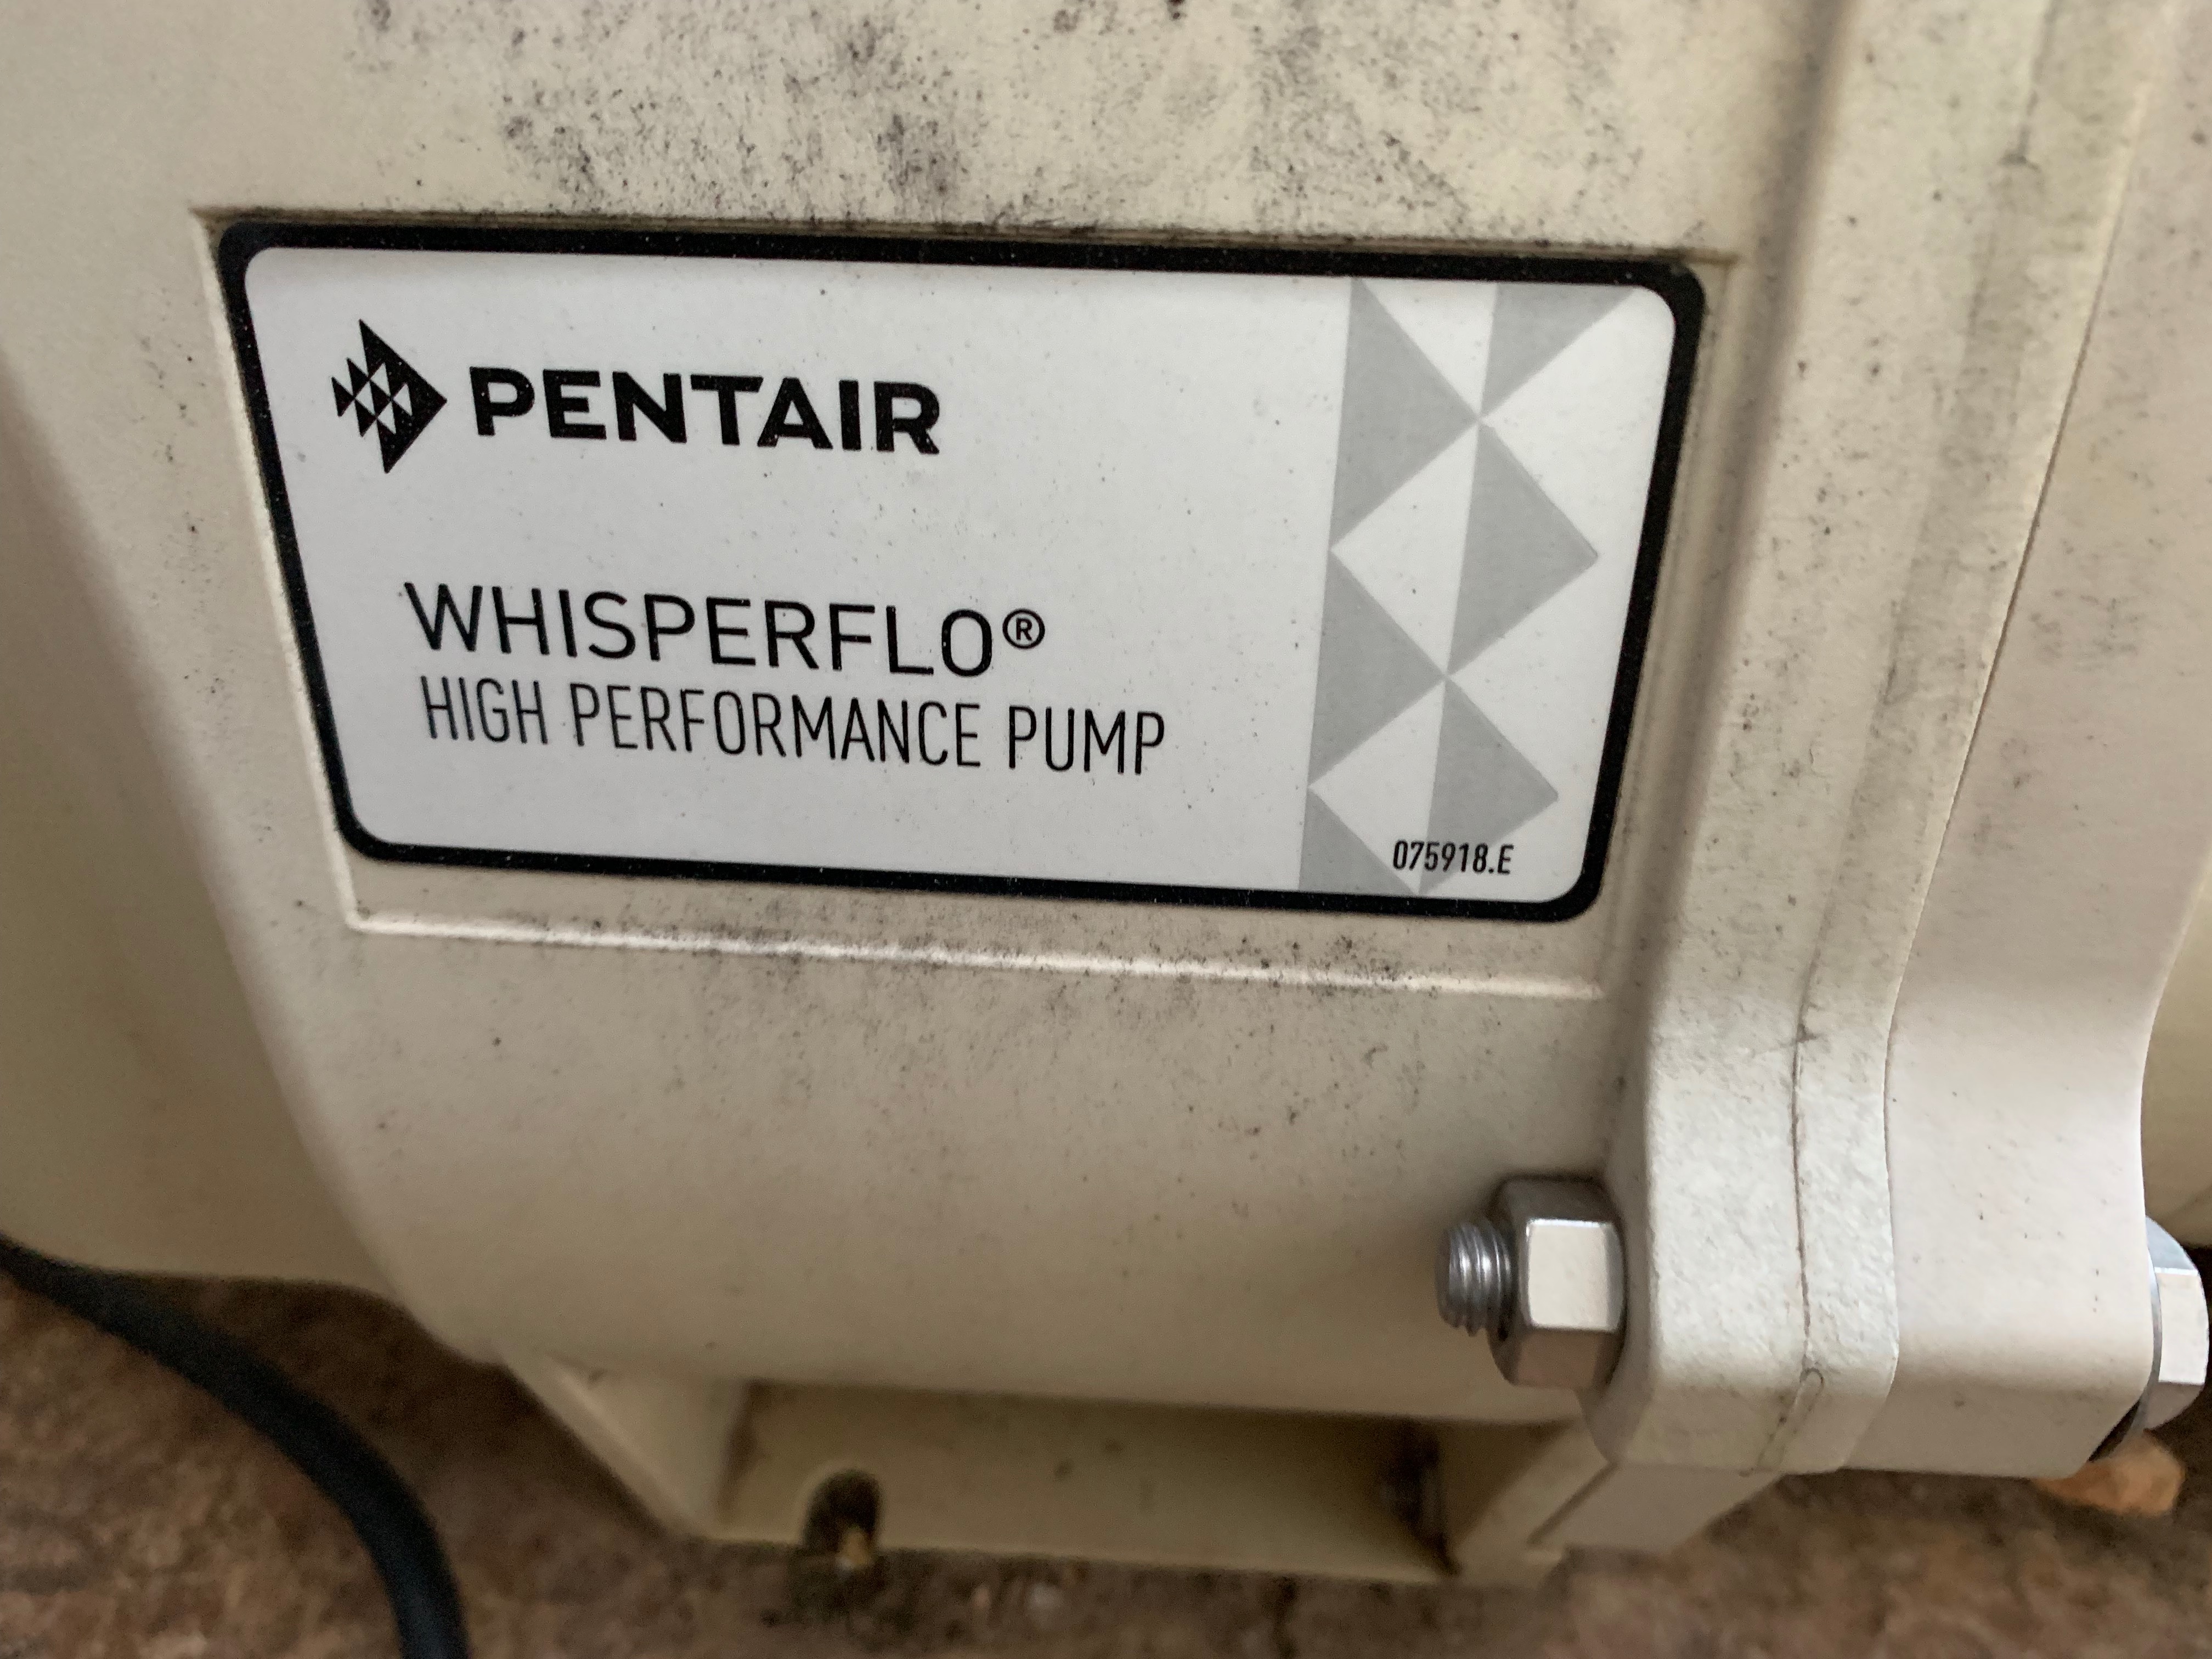 PENTAIR
WHISPERFLO®
HIGH PERFORMANCE PUMP
075918.E